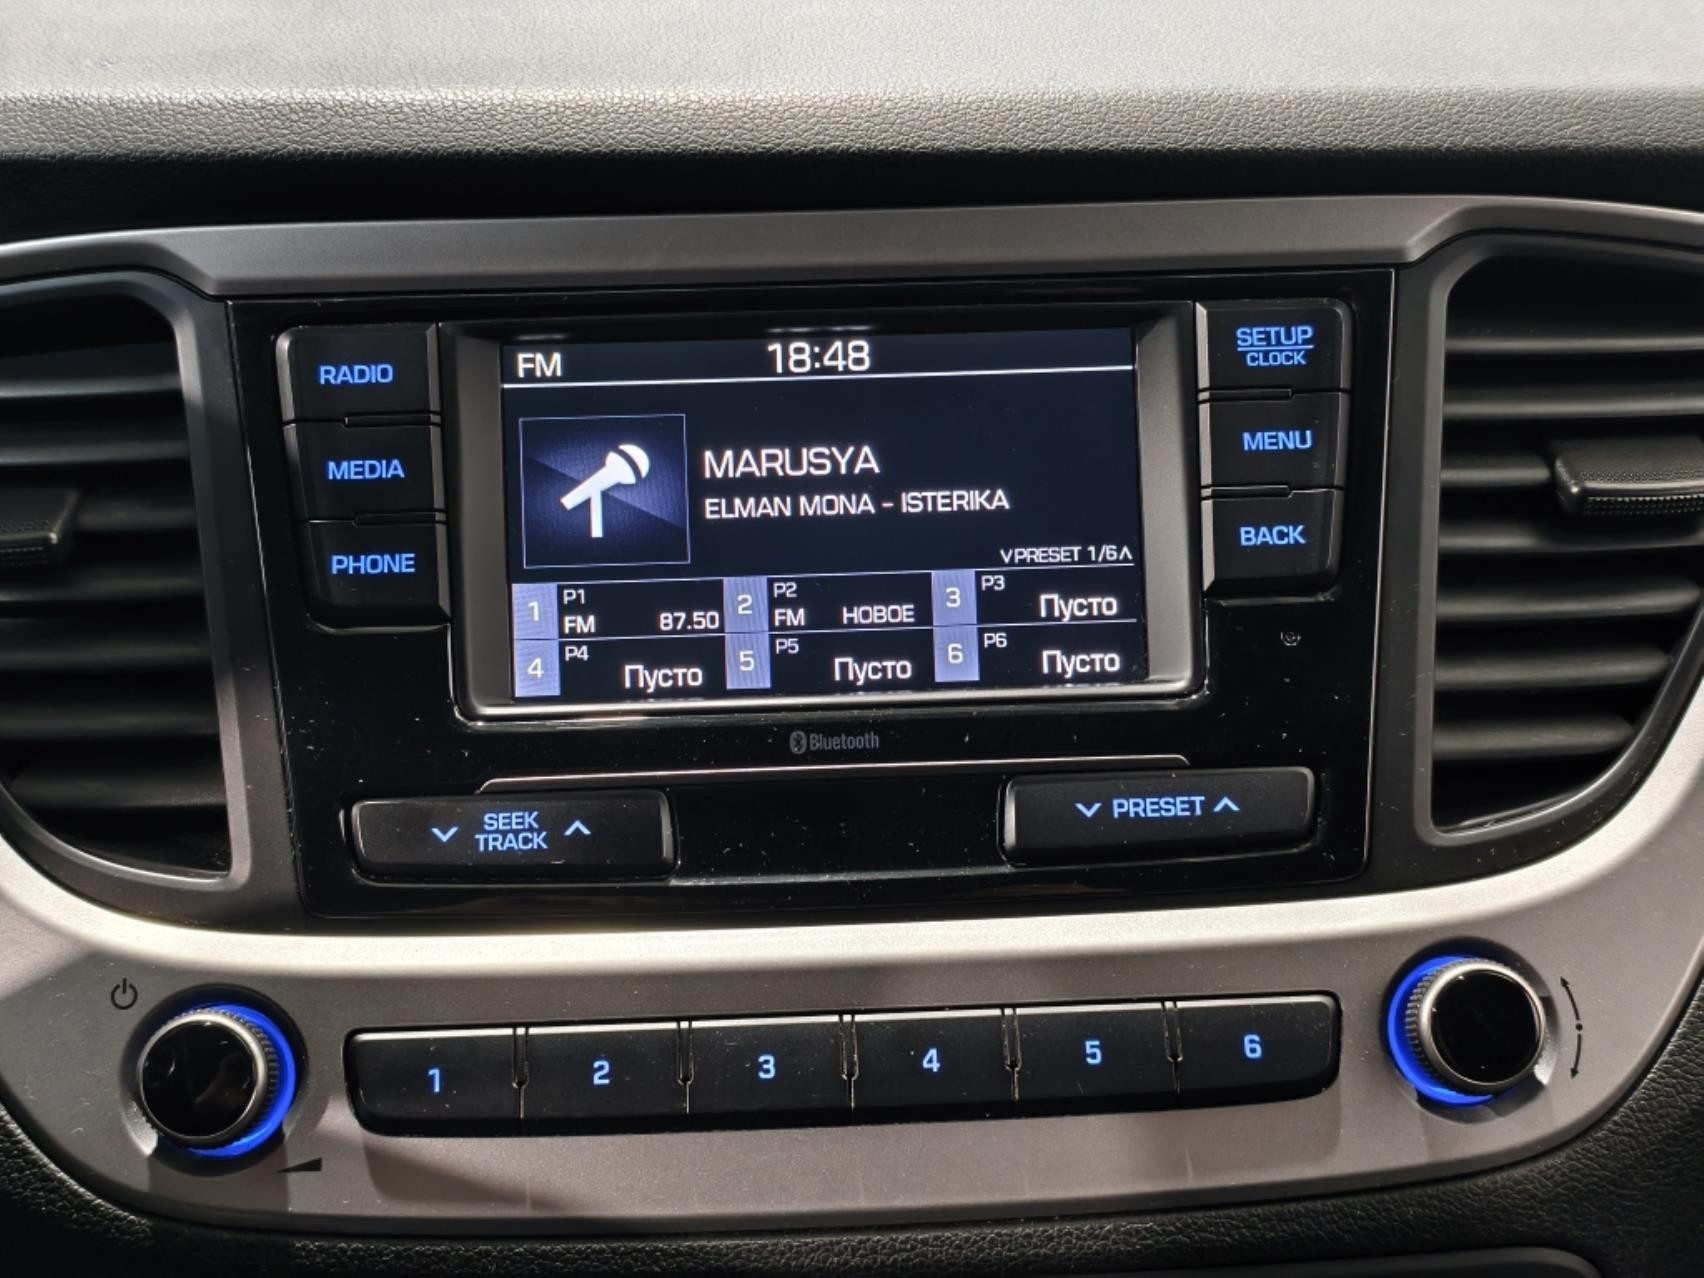 RADIO
MEDIA
PHONE
FM 18:48
MARUSYA
ELMAN MONA - ISTERIKA
V PRESET 1/6 Λ
1 P1 FM 87.50
2 P2 FM НОВОЕ
3 P3 Пусто
4 P4 Пусто
5 P5 Пусто
6 P6 Пусто
SETUP
CLOCK
MENU
BACK
Bluetooth
SEEK
TRACK
PRESET
1 2 3 4 5 6